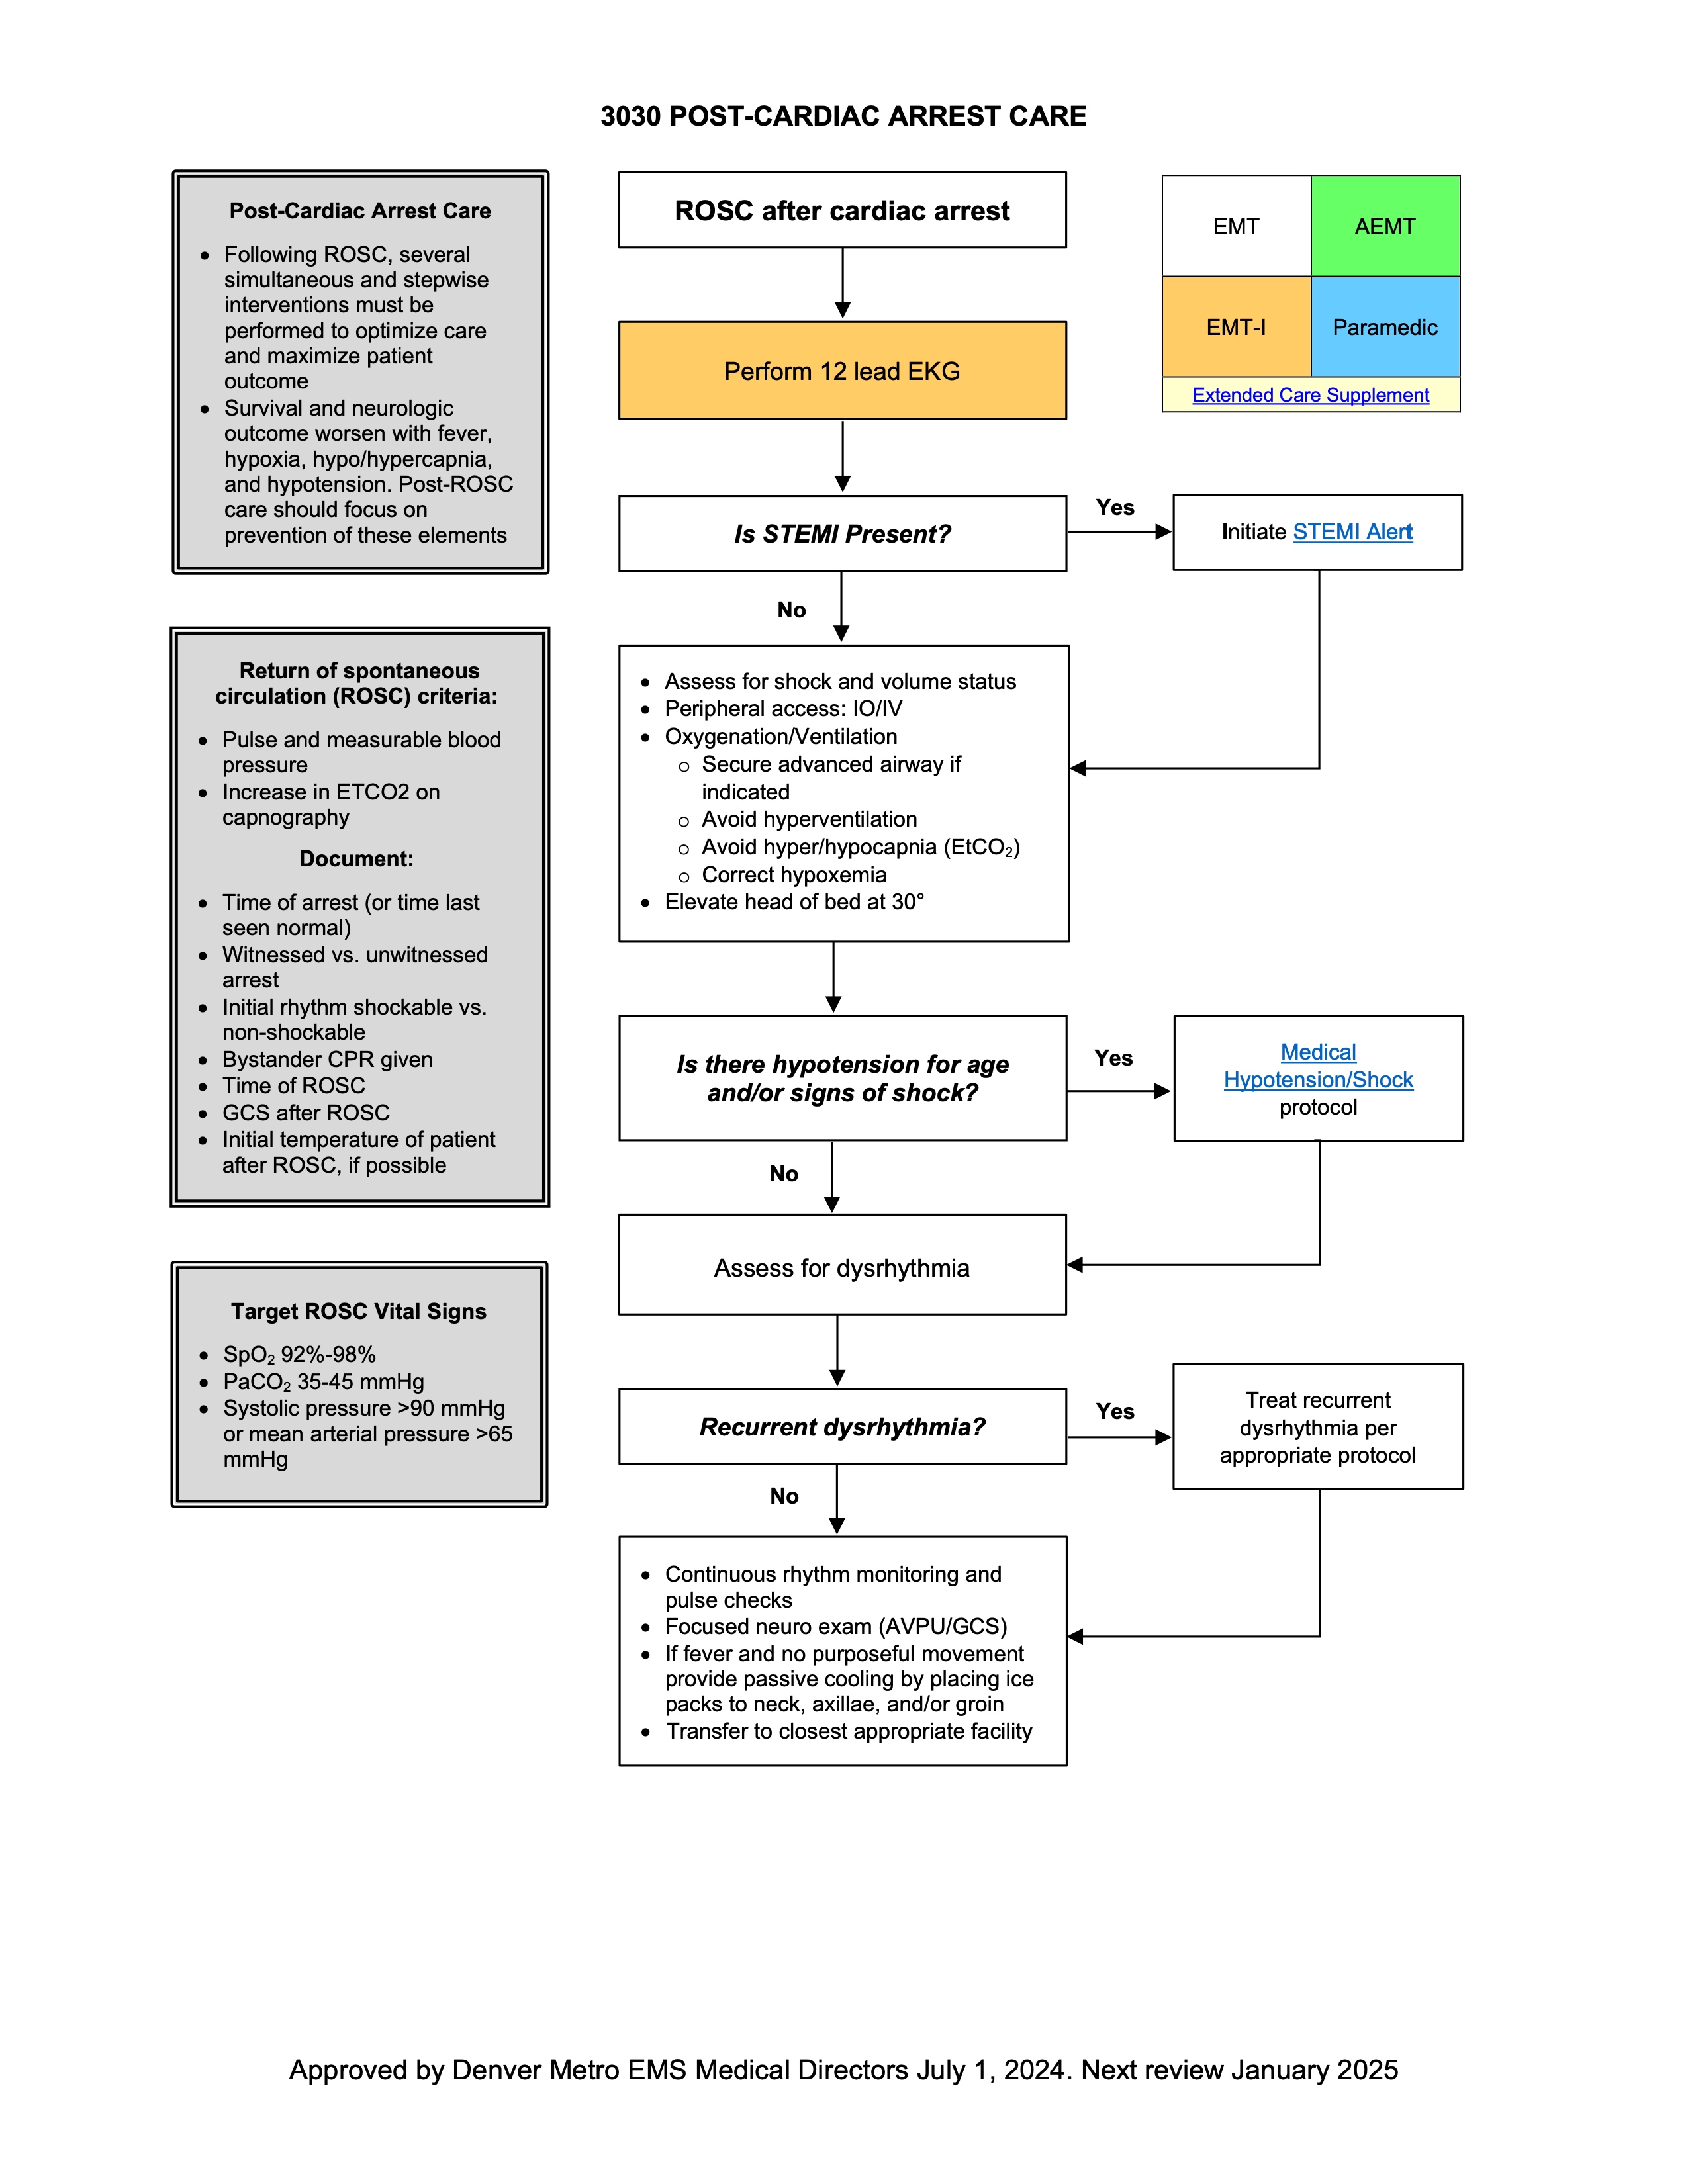 3030 POST-CARDIAC ARREST CARE
Post-Cardiac Arrest Care
• Following ROSC, several
simultaneous and stepwise
interventions must be
performed to optimize care
and maximize patient
outcome
• Survival and neurologic
outcome worsen with fever,
hypoxia, hypo/hypercapnia,
and hypotension. Post-ROSC
care should focus on
prevention of these elements
Return of spontaneous
circulation (ROSC) criteria:
• Pulse and measurable blood
pressure
• Increase in ETCO2 on
capnography
Document:
• Time of arrest (or time last
seen normal)
• Witnessed vs. unwitnessed
arrest
• Initial rhythm shockable vs.
non-shockable
• Bystander CPR given
• Time of ROSC
• GCS after ROSC
• Initial temperature of patient
after ROSC, if possible
Target ROSC Vital Signs
• SpO₂ 92%-98%
• PaCO₂ 35-45 mmHg
• Systolic pressure >90 mmHg
or mean arterial pressure >65
mmHg
ROSC after cardiac arrest
Perform 12 lead EKG
Is STEMI Present?
Yes
Initiate STEMI Alert
No
• Assess for shock and volume status
• Peripheral access: IO/IV
• Oxygenation/Ventilation
o Secure advanced airway if
indicated
o Avoid hyperventilation
o Avoid hyper/hypocapnia (EtCO₂)
o Correct hypoxemia
• Elevate head of bed at 30°
Is there hypotension for age
and/or signs of shock?
Yes
Medical
Hypotension/Shock
protocol
No
Assess for dysrhythmia
Recurrent dysrhythmia?
Yes
Treat recurrent
dysrhythmia per
appropriate protocol
No
• Continuous rhythm monitoring and
pulse checks
• Focused neuro exam (AVPU/GCS)
• If fever and no purposeful movement
provide passive cooling by placing ice
packs to neck, axillae, and/or groin
• Transfer to closest appropriate facility
EMT
AEMT
EMT-I
Paramedic
Extended Care Supplement
Approved by Denver Metro EMS Medical Directors July 1, 2024. Next review January 2025